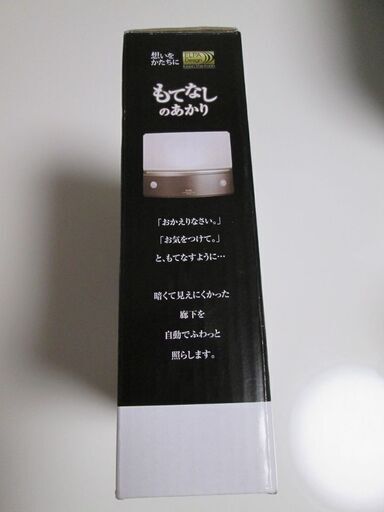 想いを
かたちに
ELPA
Design
もてなし
のあかり
「おかえりなさい。」
「お気をつけて。」
と、もてなすように…
暗くて見えにくかった
廊下を
自動でふわっと
照らします。